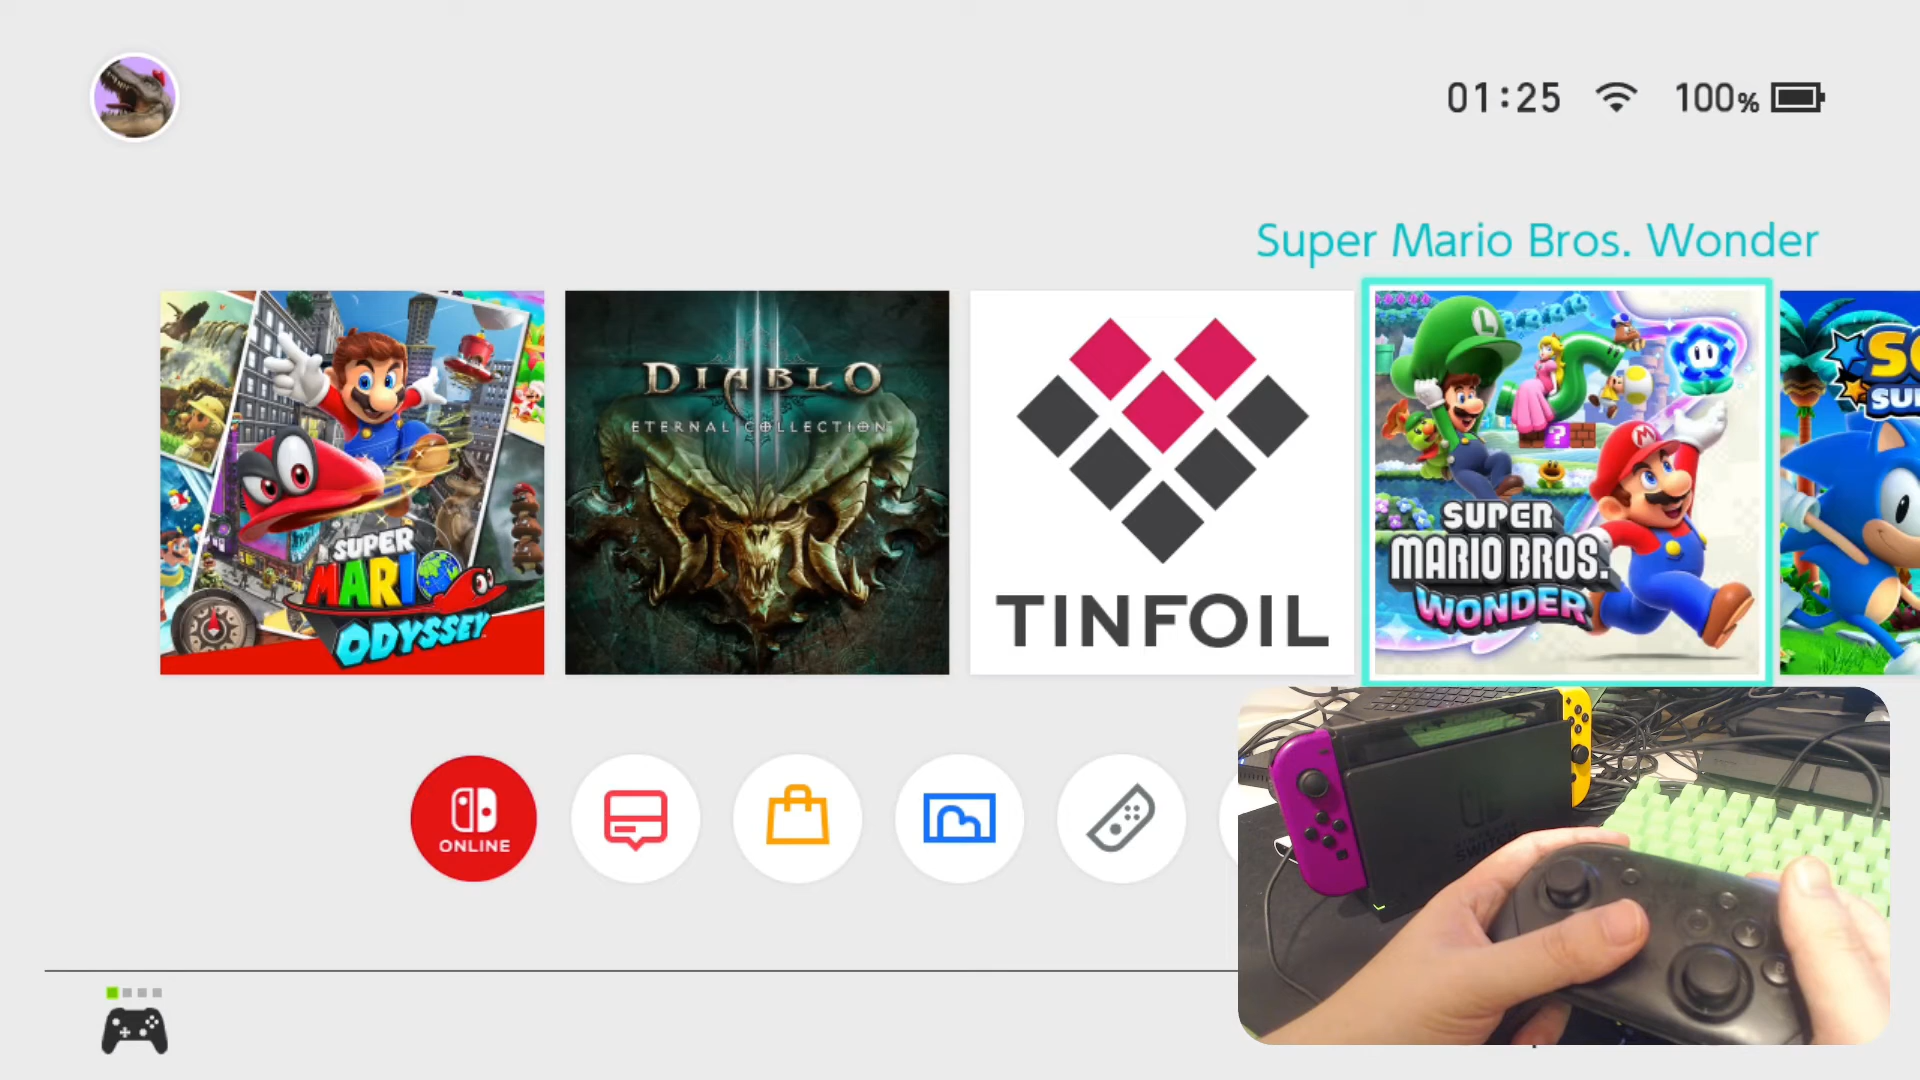 01:25 100%
Super Mario Bros. Wonder
SUPER
MARIO
ODYSSEY
DIABLO
III
ETERNAL COLLECTION
TINFOIL
L
M
?
SUPER
MARIO BROS.
WONDER
ONLINE
Y
B